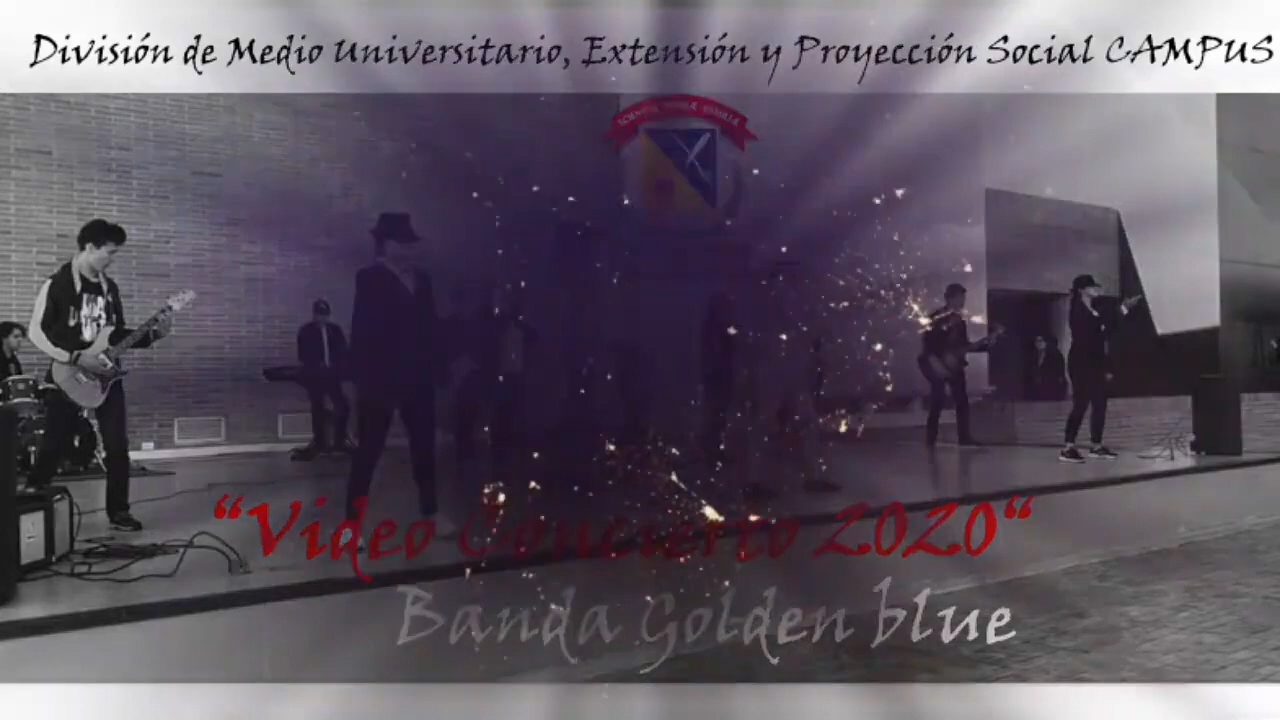 División de Medio Universitario, Extensión y Proyección Social CAMPUS
“Video Concierto 2020“
Banda Golden blue